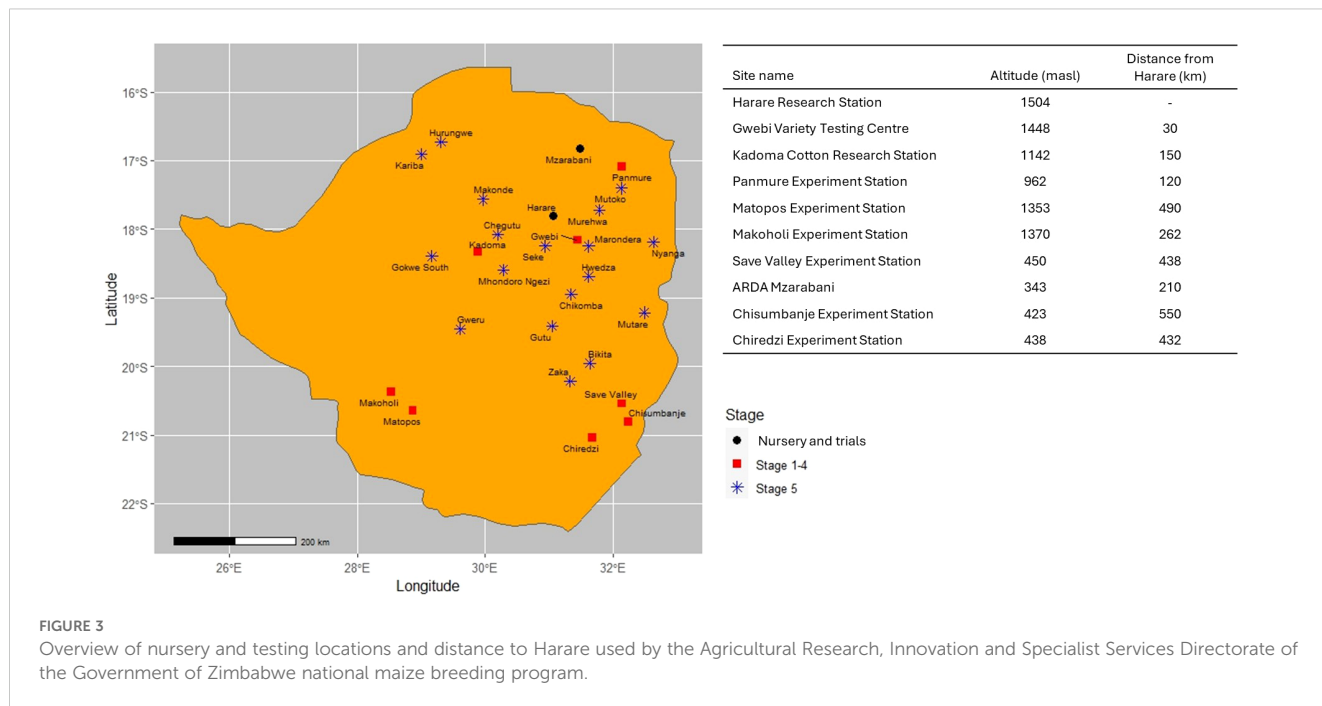 16°S
17°S
18°S
19°S
20°S
21°S
22°S
Latitude
26°E
28°E
30°E
32°E
Longitude
200 km
Hurungwe
Kariba
Mzarabani
Panmure
Makonde
Mutoko
Harare
Murehwa
Chegutu
Gwebi
Marondera
Kadoma
Seke
Nyanga
Gokwe South
Hwedza
Mhondoro Ngezi
Chikomba
Gweru
Mutare
Gutu
Bikita
Zaka
Save Valley
Makoholi
Chisumbanje
Matopos
Chiredzi
Site name Altitude (masl) Distance from Harare (km)
Harare Research Station 1504 -
Gwebi Variety Testing Centre 1448 30
Kadoma Cotton Research Station 1142 150
Panmure Experiment Station 962 120
Matopos Experiment Station 1353 490
Makoholi Experiment Station 1370 262
Save Valley Experiment Station 450 438
ARDA Mzarabani 343 210
Chisumbanje Experiment Station 423 550
Chiredzi Experiment Station 438 432
Stage
Nursery and trials
Stage 1-4
Stage 5
FIGURE 3
Overview of nursery and testing locations and distance to Harare used by the Agricultural Research, Innovation and Specialist Services Directorate of
the Government of Zimbabwe national maize breeding program.